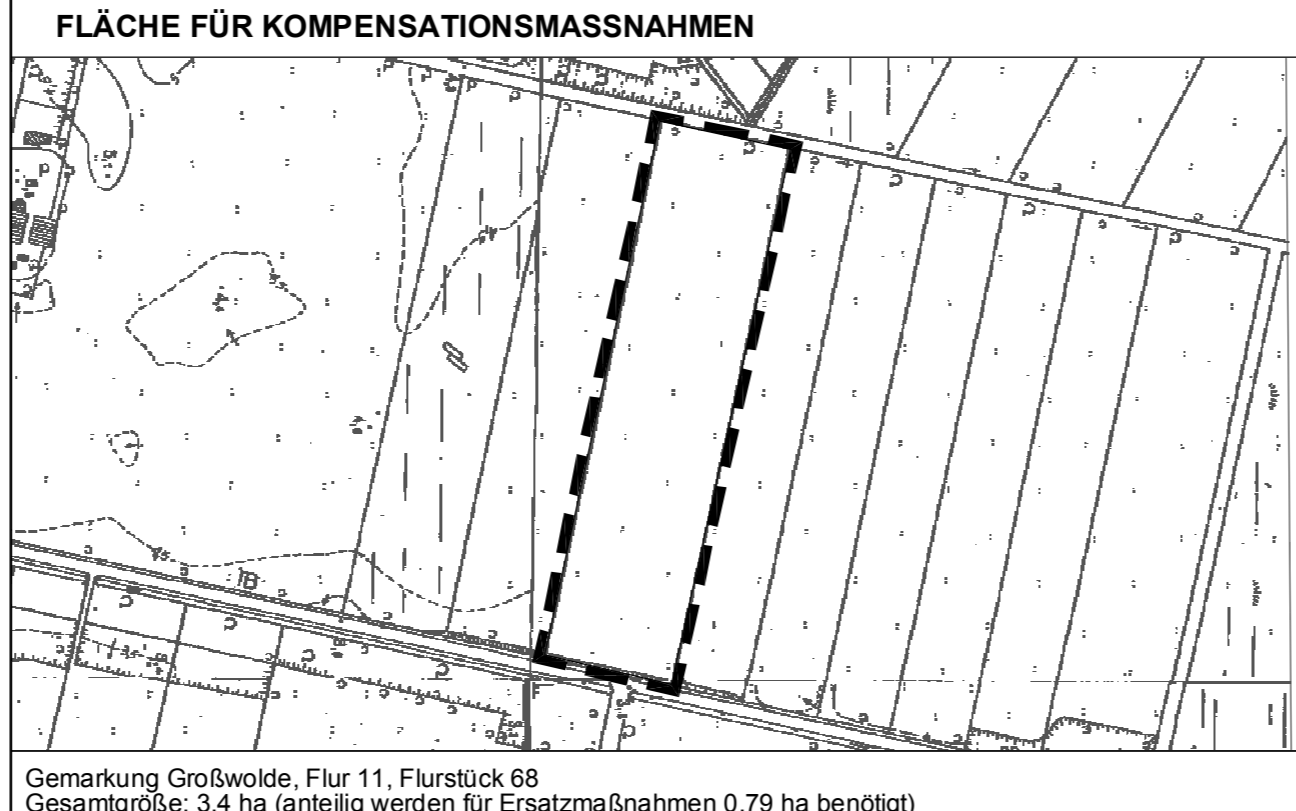 FLÄCHE FÜR KOMPENSATIONSMASSNAHMEN
Gemarkung Großwolde, Flur 11, Flurstück 68
Gesamtgröße: 3,4 ha (anteilig werden für Ersatzmaßnahmen 0,79 ha benötigt)